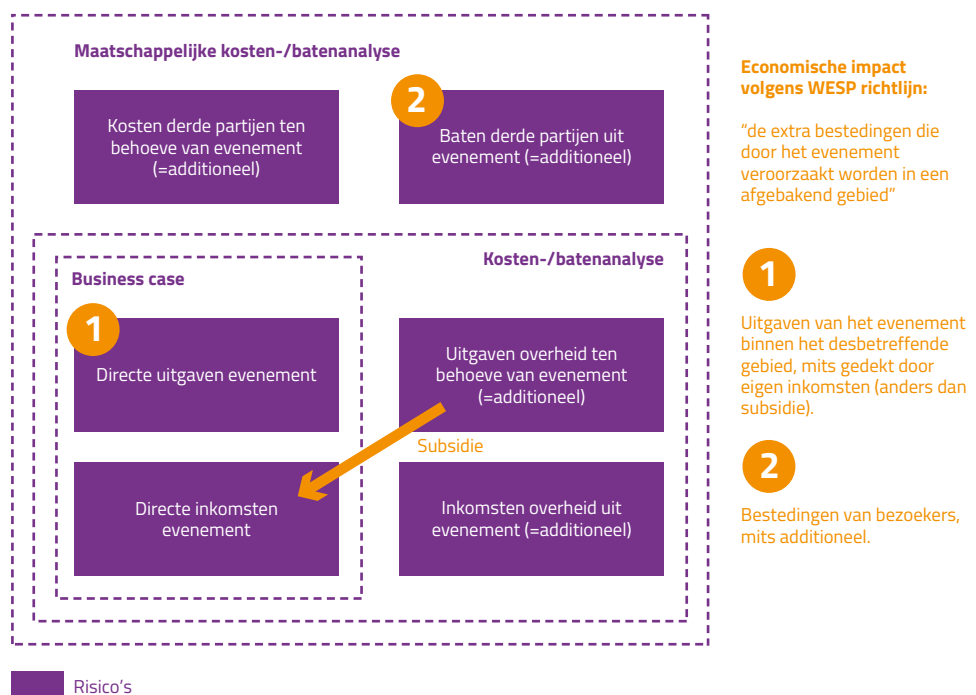 Maatschappelijke kosten-/batenanalyse
Kosten derde partijen ten
behoeve van evenement
(=additioneel)
2
Baten derde partijen uit
evenement (=additioneel)
Kosten-/batenanalyse
Business case
1
Directe uitgaven evenement
Uitgaven overheid ten
behoeve van evenement
(=additioneel)
Subsidie
Directe inkomsten
evenement
Inkomsten overheid uit
evenement (=additioneel)
Risico's
Economische impact
volgens WESP richtlijn:
“de extra bestedingen die
door het evenement
veroorzaakt worden in een
afgebakend gebied”
1
Uitgaven van het evenement
binnen het desbetreffende
gebied, mits gedekt door
eigen inkomsten (anders dan
subsidie).
2
Bestedingen van bezoekers,
mits additioneel.